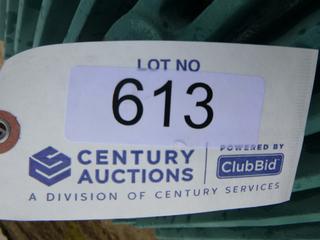 LOT NO
613
CENTURY AUCTIONS
POWERED BY
ClubBid
A DIVISION OF CENTURY SERVICES